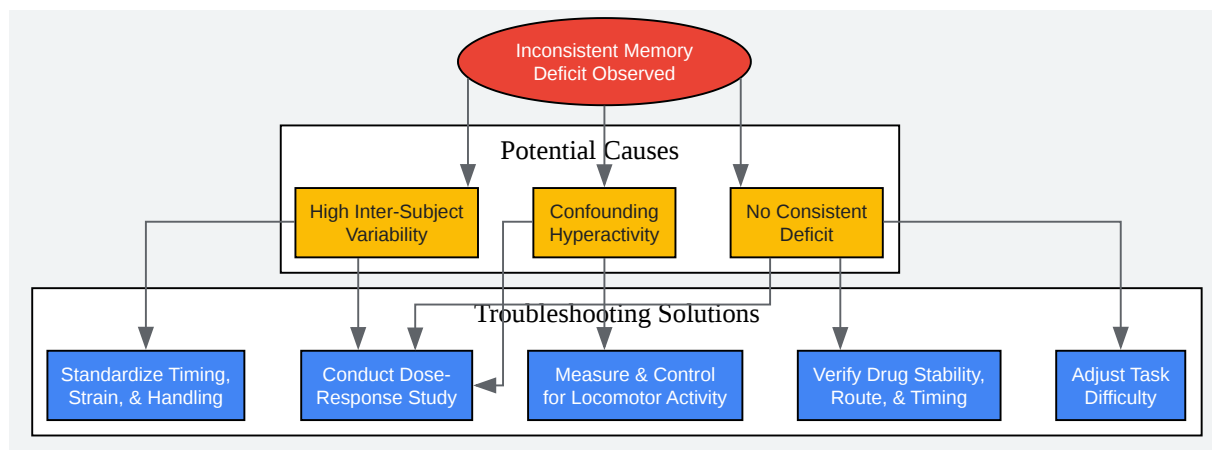 Inconsistent Memory
Deficit Observed
Potential Causes
High Inter-Subject
Variability
Confounding
Hyperactivity
No Consistent
Deficit
Troubleshooting Solutions
Standardize Timing,
Strain, & Handling
Conduct Dose-
Response Study
Measure & Control
for Locomotor Activity
Verify Drug Stability,
Route, & Timing
Adjust Task
Difficulty